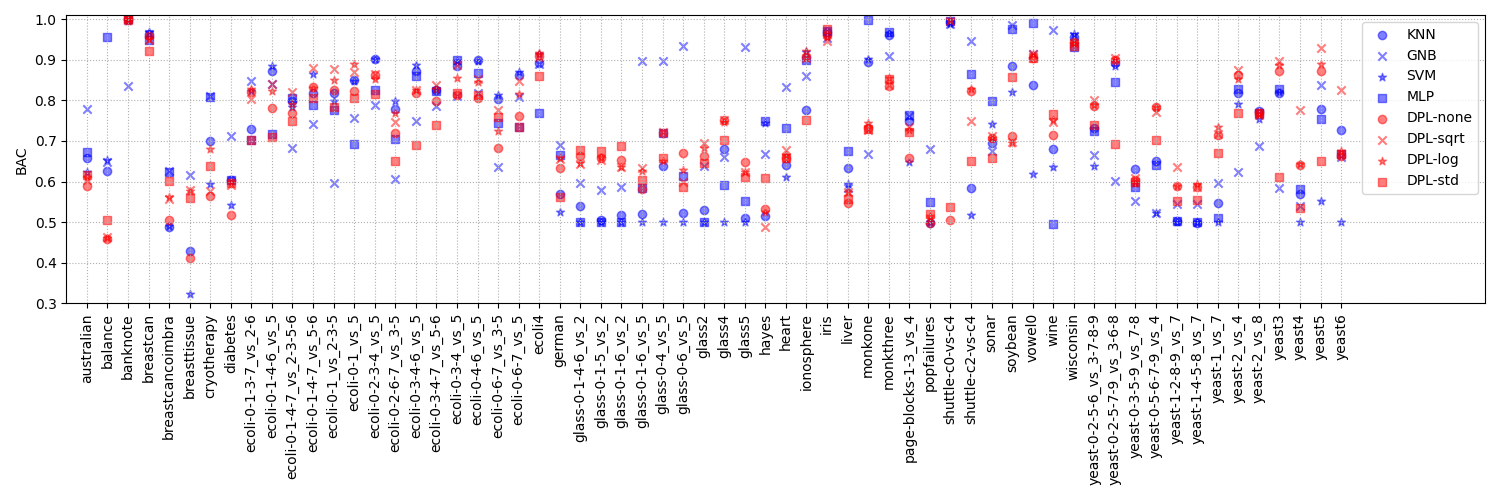 BAC
1.0
0.9
0.8
0.7
0.6
0.5
0.4
0.3
KNN
GNB
SVM
MLP
DPL-none
DPL-sqrt
DPL-log
DPL-std
australian
balance
banknote
breastcan
breastcancoimbra
breasttissue
cryotherapy
diabetes
ecoli-0-1-3-7_vs_2-6
ecoli-0-1-4-6_vs_5
ecoli-0-1-4-7_vs_2-3-5-6
ecoli-0-1-4-7_vs_5-6
ecoli-0-1_vs_2-3-5
ecoli-0-1_vs_5
ecoli-0-2-3-4_vs_5
ecoli-0-2-6-7_vs_3-5
ecoli-0-3-4-6_vs_5
ecoli-0-3-4-7_vs_5-6
ecoli-0-3-4_vs_5
ecoli-0-4-6_vs_5
ecoli-0-6-7_vs_3-5
ecoli-0-6-7_vs_5
ecoli4
german
glass-0-1-4-6_vs_2
glass-0-1-5_vs_2
glass-0-1-6_vs_2
glass-0-1-6_vs_5
glass-0-4_vs_5
glass-0-6_vs_5
glass2
glass4
glass5
hayes
heart
ionosphere
iris
liver
monkone
monkthree
page-blocks-1-3_vs_4
popfailures
shuttle-c0-vs-c4
shuttle-c2-vs-c4
sonar
soybean
vowel0
wine
wisconsin
yeast-0-2-5-6_vs_3-7-8-9
yeast-0-2-5-7-9_vs_3-6-8
yeast-0-3-5-9_vs_7-8
yeast-0-5-6-7-9_vs_4
yeast-1-2-8-9_vs_7
yeast-1-4-5-8_vs_7
yeast-1_vs_7
yeast-2_vs_4
yeast-2_vs_8
yeast3
yeast4
yeast5
yeast6